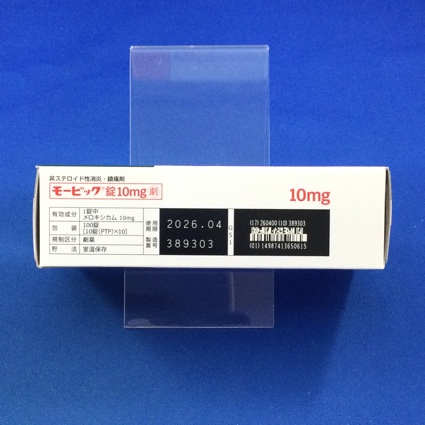 非ステロイド性消炎・鎮痛剤
モービック®錠10mg 劇
10mg
有効成分 1錠中 メロキシカム 10mg
包装 100錠 [10錠(PTP)×10]
規制区分 劇薬
貯法 室温保存
使用期限 2026.04
製造番号 389303
GS1
(17) 260400 (10) 389303
(01) 14987413650615